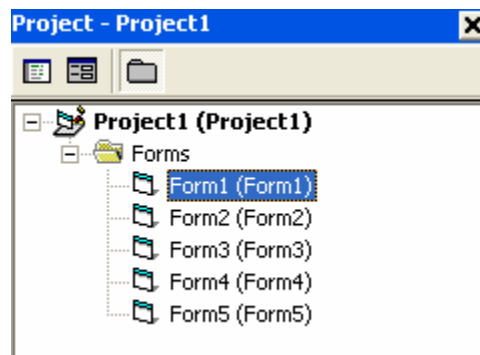 Project - Project1
Project1 (Project1)
Forms
Form1 (Form1)
Form2 (Form2)
Form3 (Form3)
Form4 (Form4)
Form5 (Form5)